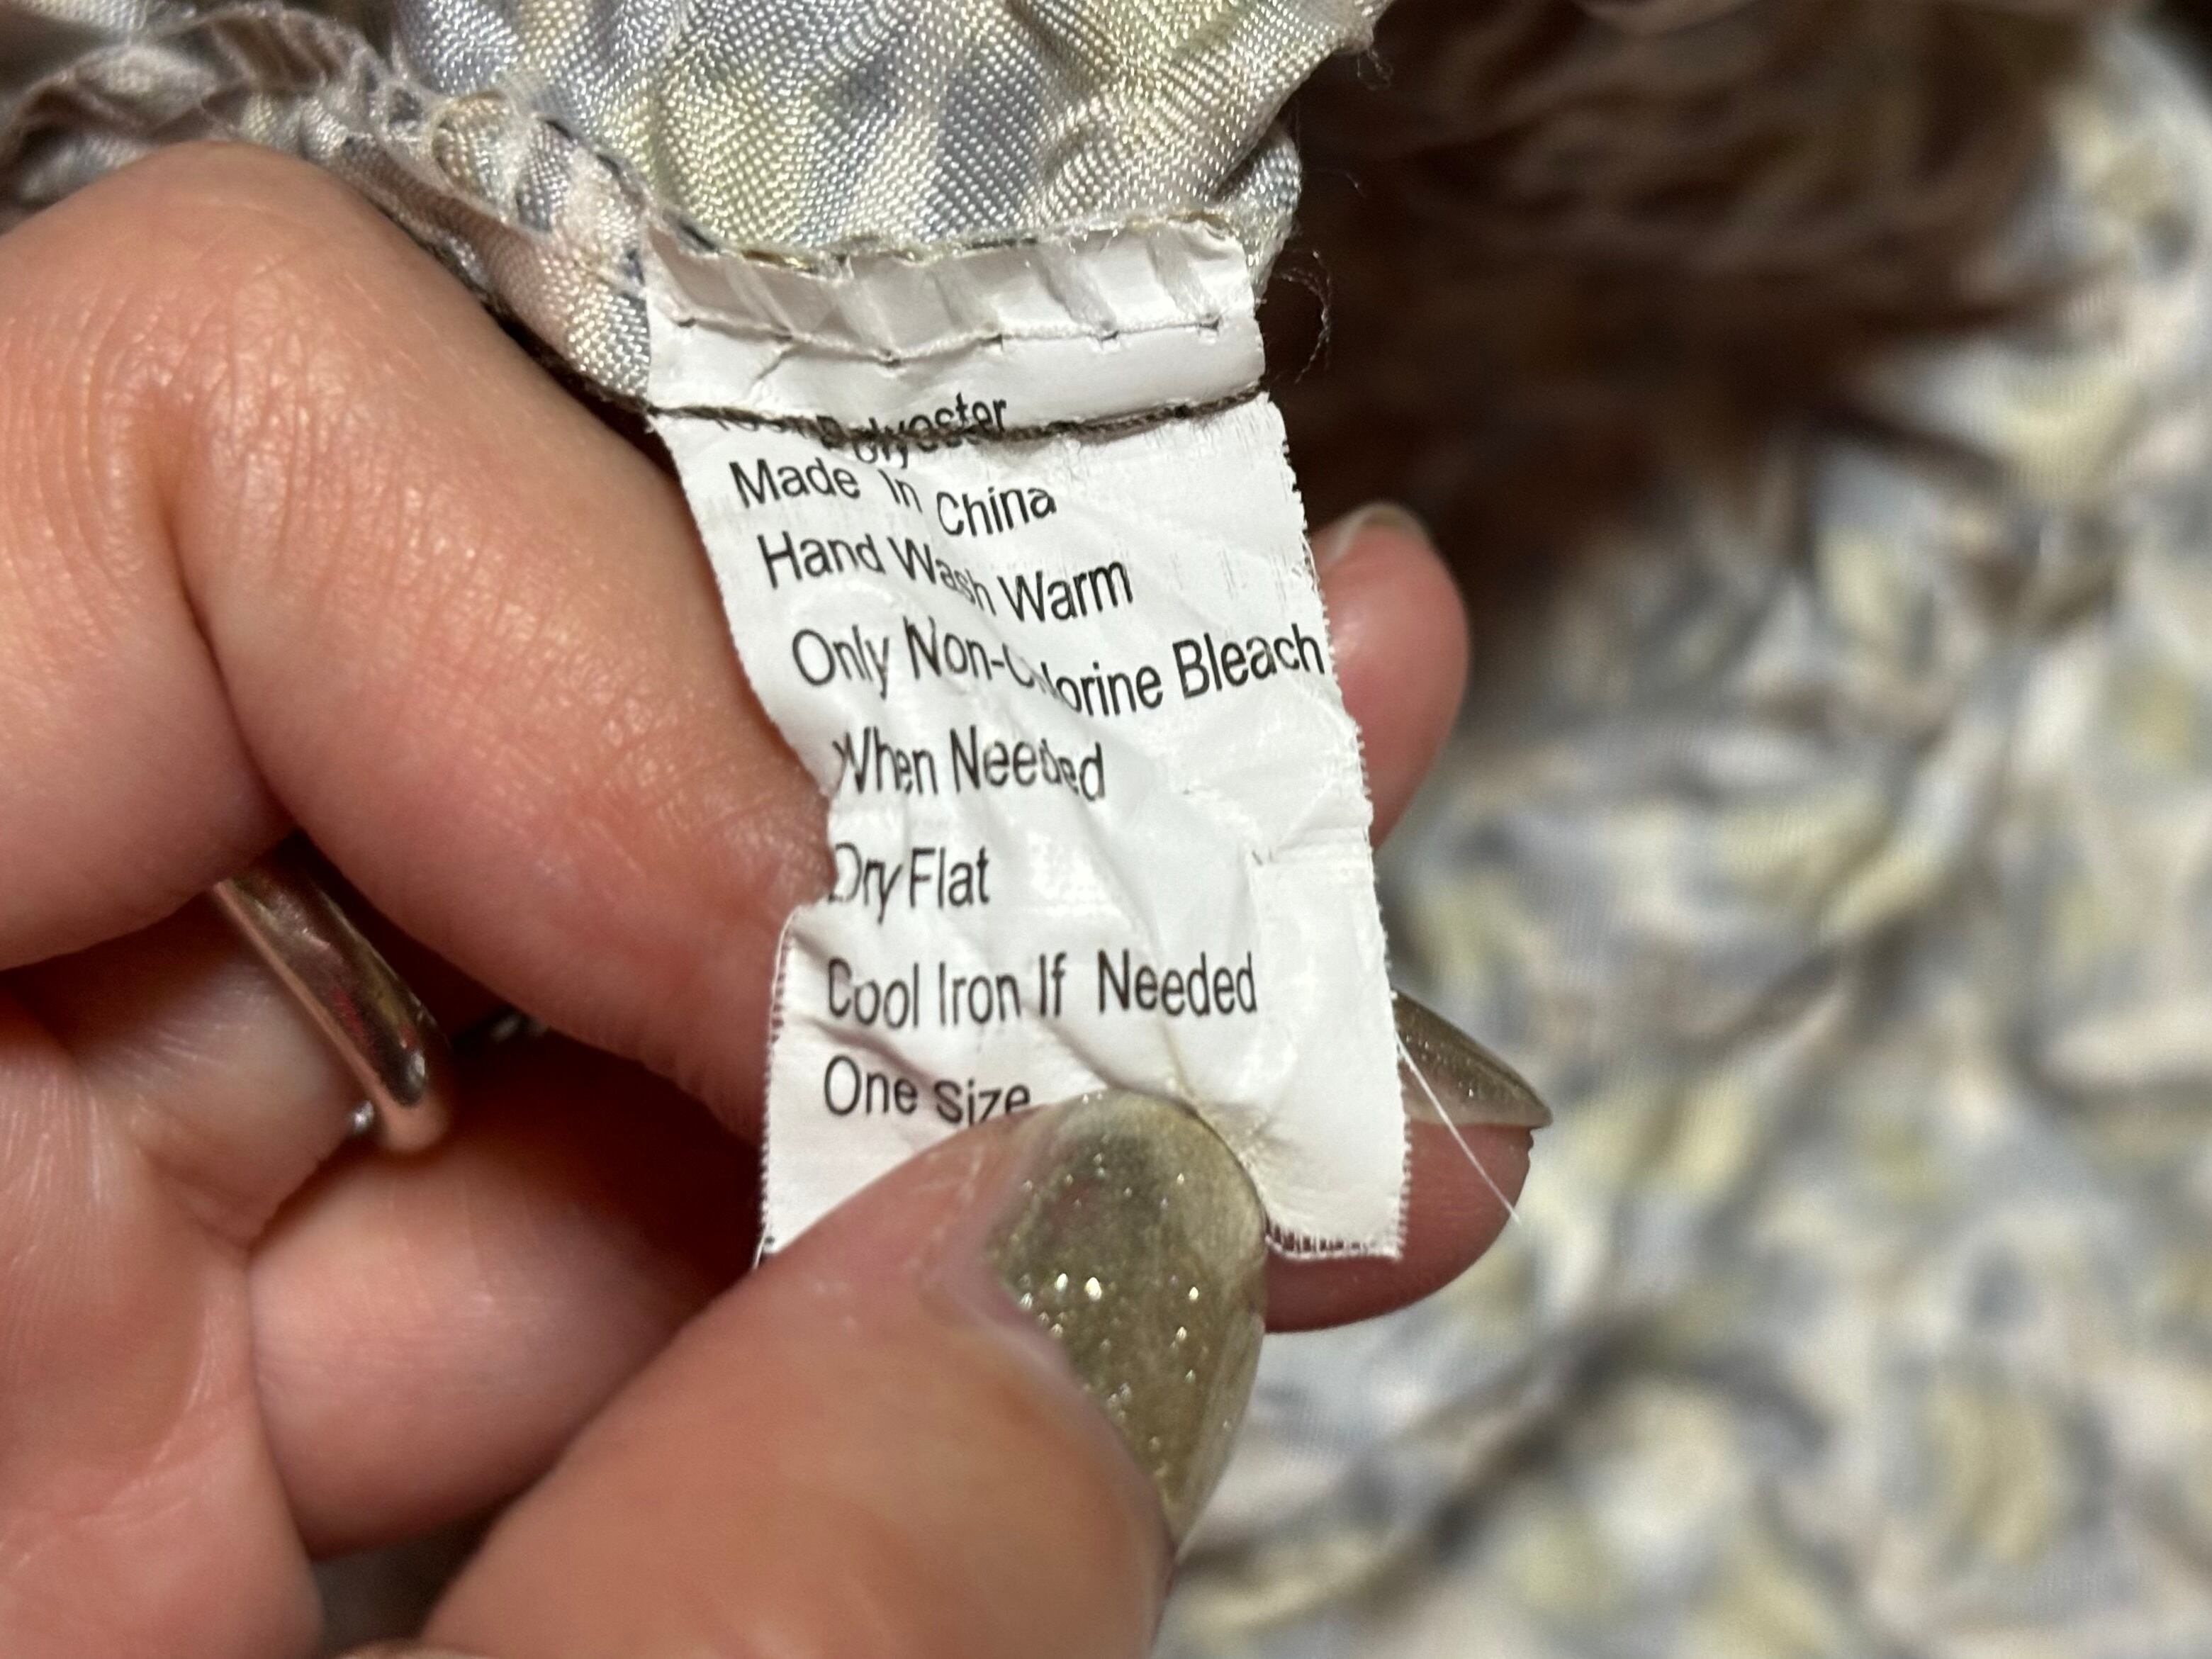 Polyester
Made In China
Hand Wash Warm
Only Non-Chlorine Bleach
When Needed
Dry Flat
Cool Iron If Needed
One Size